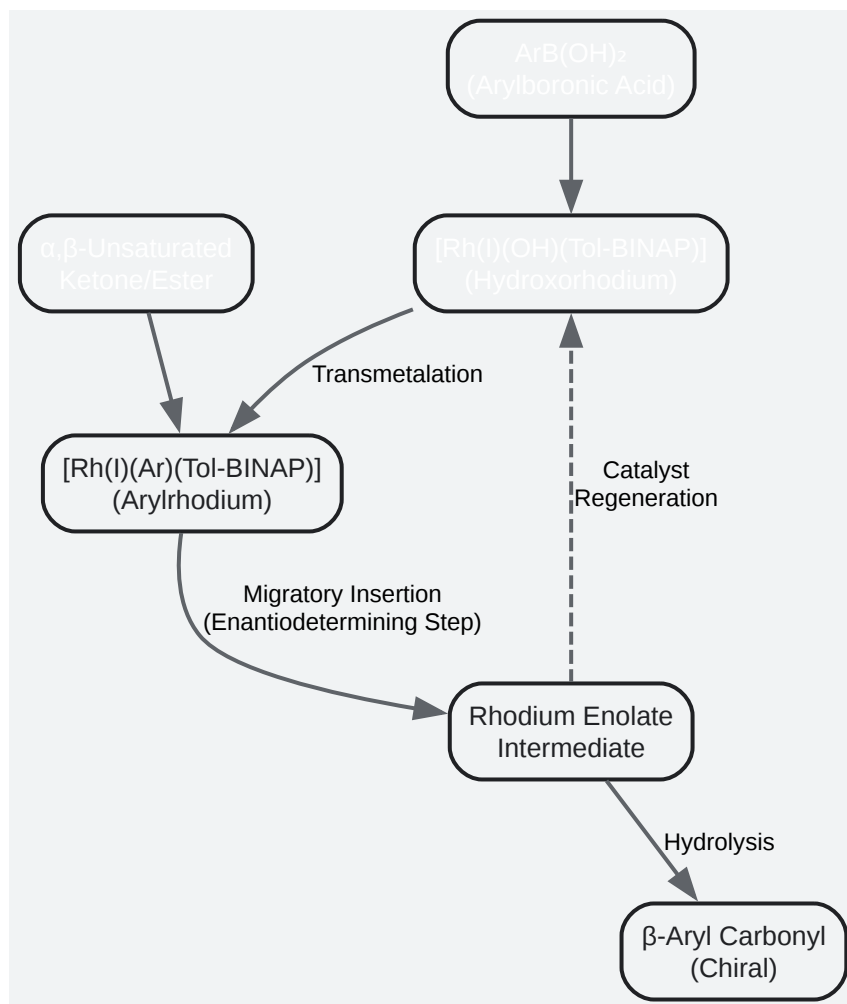 ArB(OH)₂
(Arylboronic Acid)
α,β-Unsaturated
Ketone/Ester
[Rh(I)(OH)(Tol-BINAP)]
(Hydroxorhodium)
Transmetalation
[Rh(I)(Ar)(Tol-BINAP)]
(Arylrhodium)
Catalyst
Regeneration
Migratory Insertion
(Enantiodetermining Step)
Rhodium Enolate
Intermediate
Hydrolysis
β-Aryl Carbonyl
(Chiral)